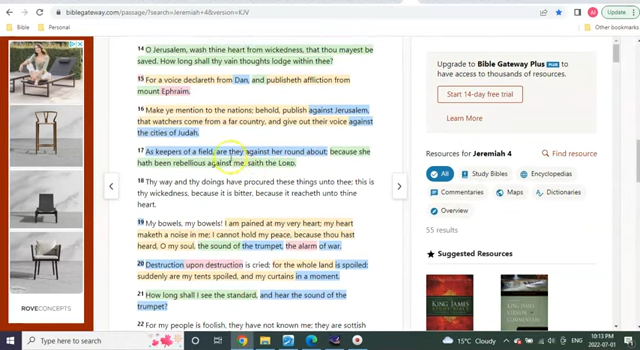 biblegateway.com/passage/?search=Jeremiah+4&version=KJV
Update
Bible
Personal
14 O Jerusalem, wash thine heart from wickedness, that thou mayest be
saved. How long shall thy vain thoughts lodge within thee?
15 For a voice declareth from Dan, and publisheth affliction from
mount Ephraim.
16 Make ye mention to the nations; behold, publish against Jerusalem,
that watchers come from a far country, and give out their voice against
the cities of Judah.
17 As keepers of a field, are they against her round about; because she
hath been rebellious against me, saith the LORD.
18 Thy way and thy doings have procured these things unto thee; this is
thy wickedness, because it is bitter, because it reacheth unto thine
heart.
19 My bowels, my bowels! I am pained at my very heart; my heart
maketh a noise in me; I cannot hold my peace, because thou hast
heard, O my soul, the sound of the trumpet, the alarm of war.
20 Destruction upon destruction is cried; for the whole land is spoiled:
suddenly are my tents spoiled, and my curtains in a moment.
21 How long shall I see the standard, and hear the sound of the
trumpet?
22 For my people is foolish, they have not known me; they are sottish
ROVECONCEPTS
Upgrade to Bible Gateway Plus PLUS to
have access to thousands of resources.
Start 14-day free trial
Learn More
Resources for Jeremiah 4
Find resource
All
Study Bibles
Encyclopedias
Commentaries
Maps
Dictionaries
Overview
55 results
Suggested Resources
KING JAMES
KING JAMES
Type here to search
15°C Cloudy
10:13 PM
2022-07-01